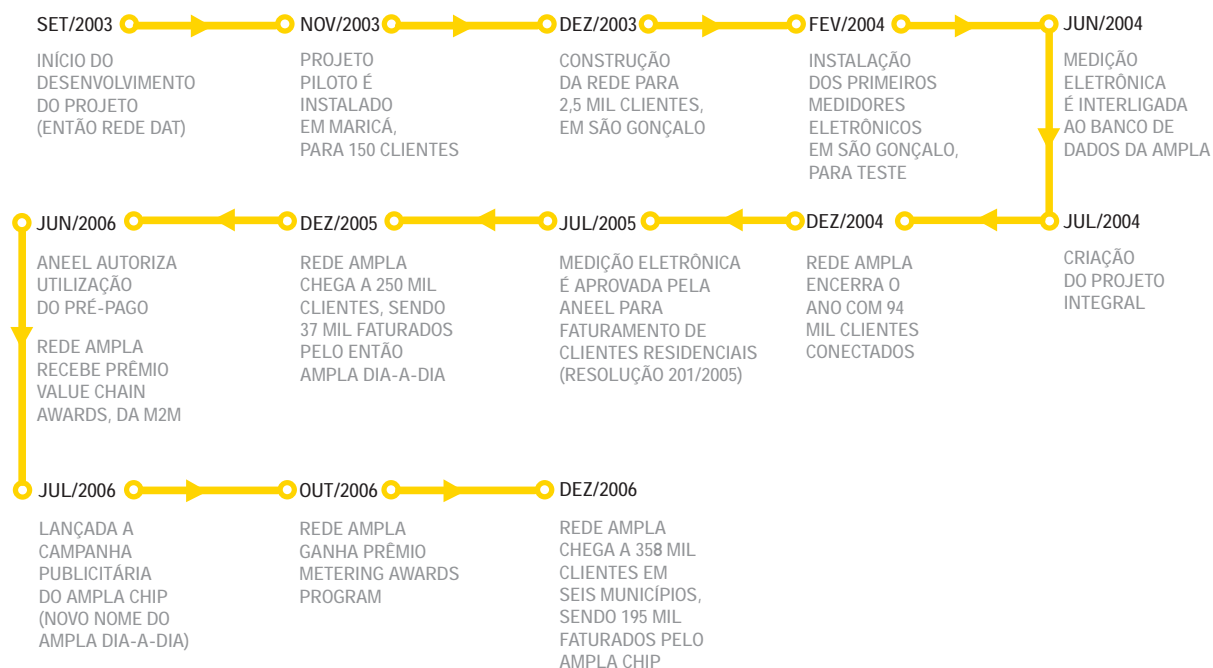 SET/2003
INÍCIO DO
DESENVOLVIMENTO
DO PROJETO
(ENTÃO REDE DAT)
NOV/2003
PROJETO
PILOTO É
INSTALADO
EM MARICÁ,
PARA 150 CLIENTES
DEZ/2003
CONSTRUÇÃO
DA REDE PARA
2,5 MIL CLIENTES,
EM SÃO GONÇALO
FEV/2004
INSTALAÇÃO
DOS PRIMEIROS
MEDIDORES
ELETRÔNICOS
EM SÃO GONÇALO,
PARA TESTE
JUN/2004
MEDIÇÃO
ELETRÔNICA
É INTERLIGADA
AO BANCO DE
DADOS DA AMPLA
JUL/2004
CRIAÇÃO
DO PROJETO
INTEGRAL
DEZ/2004
REDE AMPLA
ENCERRA O
ANO COM 94
MIL CLIENTES
CONECTADOS
JUL/2005
MEDIÇÃO ELETRÔNICA
É APROVADA PELA
ANEEL PARA
FATURAMENTO DE
CLIENTES RESIDENCIAIS
(RESOLUÇÃO 201/2005)
DEZ/2005
REDE AMPLA
CHEGA A 250 MIL
CLIENTES, SENDO
37 MIL FATURADOS
PELO ENTÃO
AMPLA DIA-A-DIA
JUN/2006
ANEEL AUTORIZA
UTILIZAÇÃO
DO PRÉ-PAGO
REDE AMPLA
RECEBE PRÊMIO
VALUE CHAIN
AWARDS, DA M2M
JUL/2006
LANÇADA A
CAMPANHA
PUBLICITÁRIA
DO AMPLA CHIP
(NOVO NOME DO
AMPLA DIA-A-DIA)
OUT/2006
REDE AMPLA
GANHA PRÊMIO
METERING AWARDS
PROGRAM
DEZ/2006
REDE AMPLA
CHEGA A 358 MIL
CLIENTES EM
SEIS MUNICÍPIOS,
SENDO 195 MIL
FATURADOS PELO
AMPLA CHIP